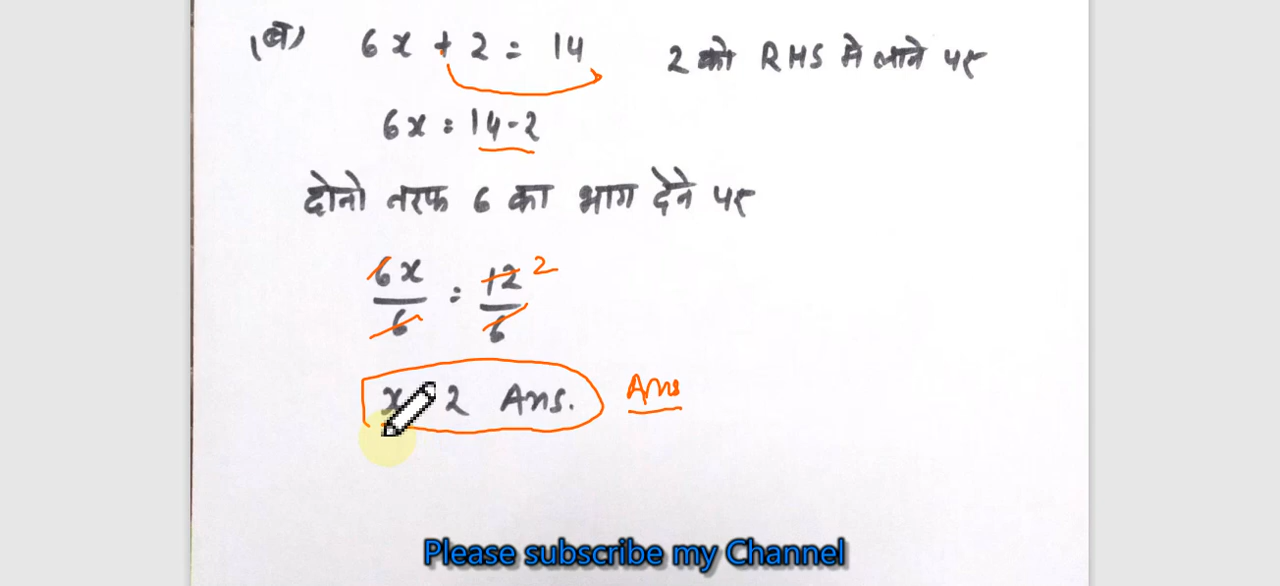 (ब) 6x + 2 = 14 2 को RHS मे लाने पर
6x = 14-2
दोनो तरफ 6 का भाग देने पर
6x/6 = 12/6 2
x 2 Ans. Ans
Please subscribe my Channel